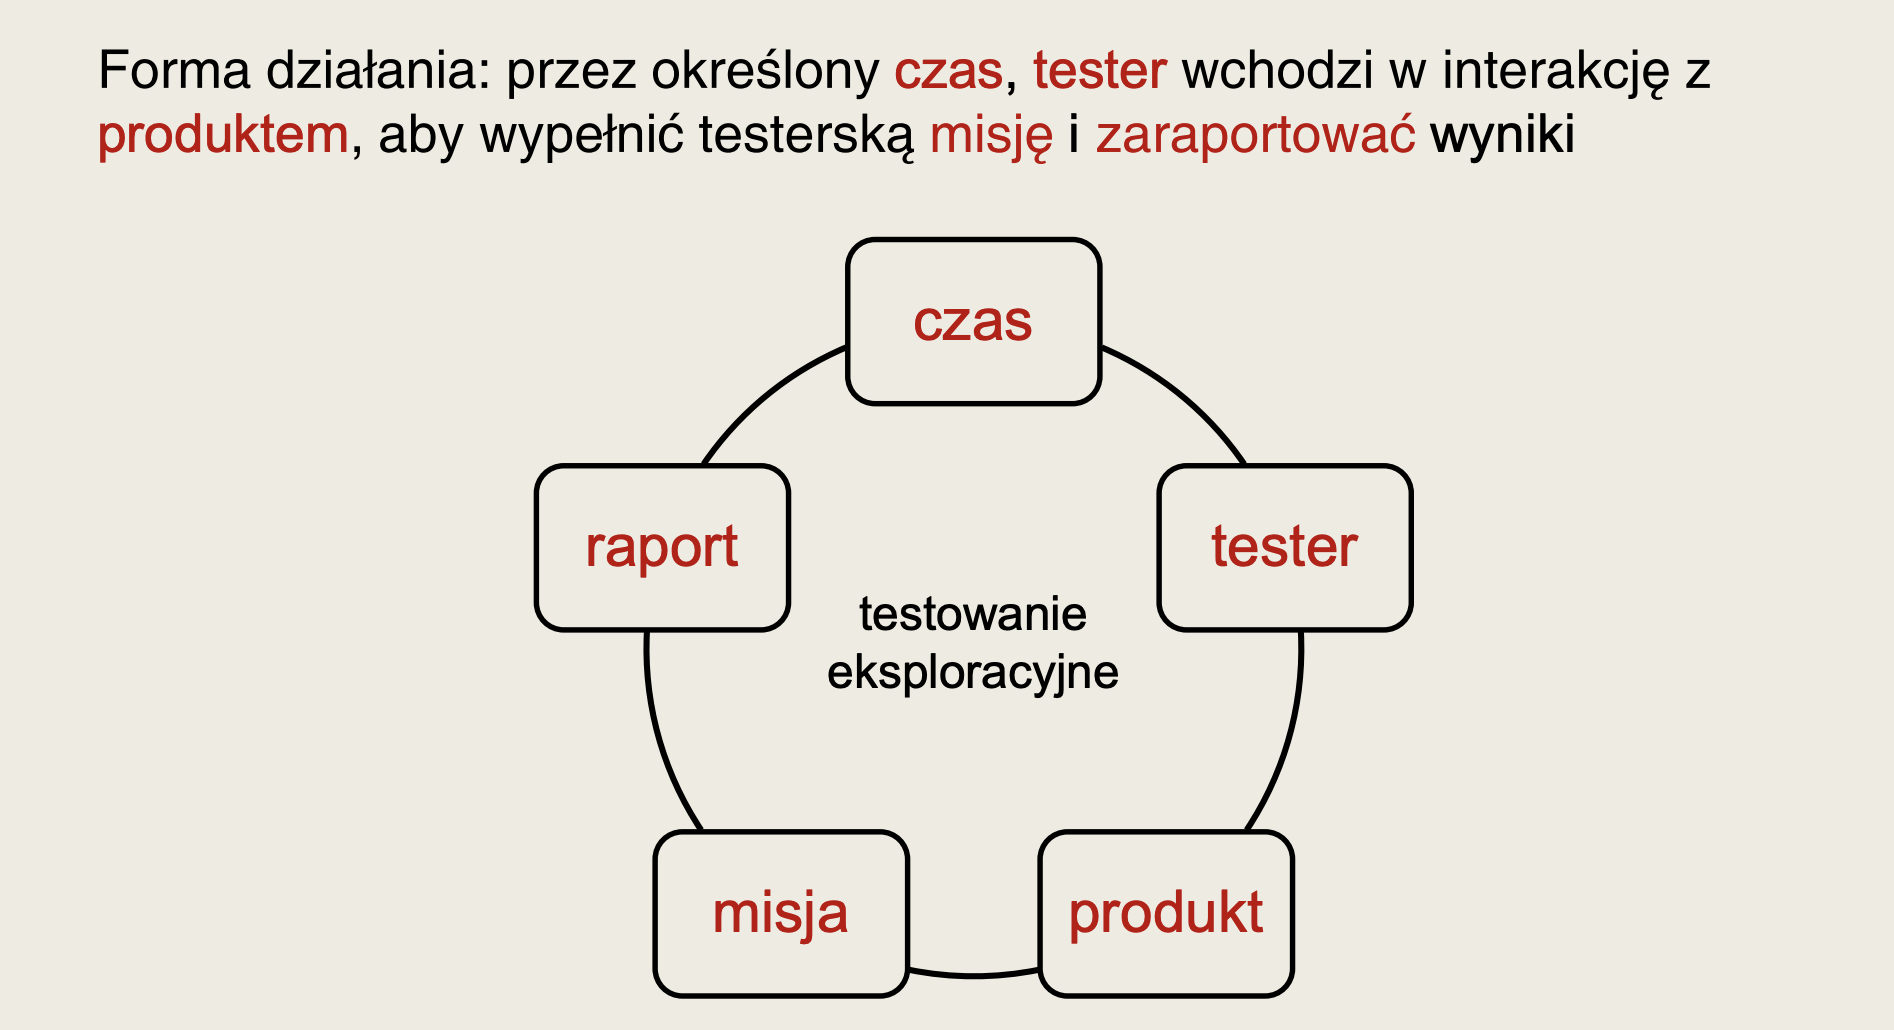 Forma działania: przez określony czas, tester wchodzi w interakcję z
produktem, aby wypełnić testerską misję i zaraportować wyniki
czas
raport
tester
testowanie
eksploracyjne
misja
produkt